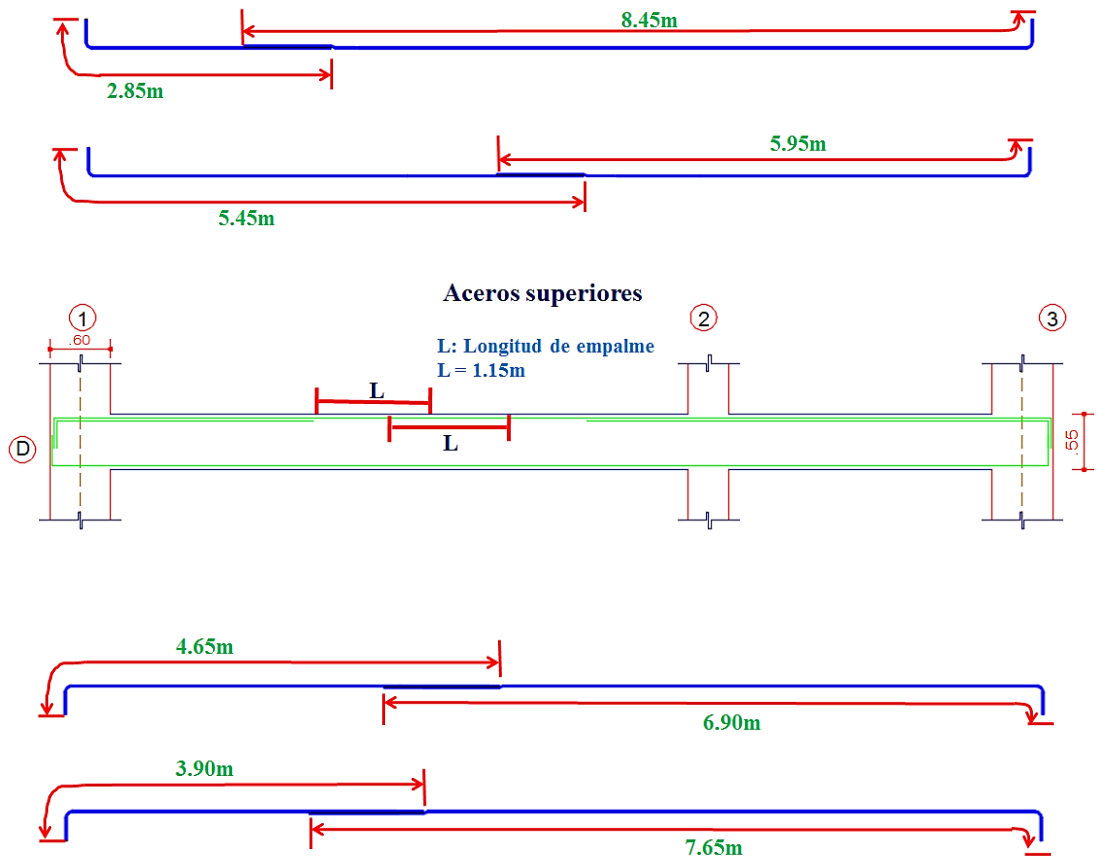 8.45m
2.85m
5.95m
5.45m
Aceros superiores
1
2
3
.60
L: Longitud de empalme
L = 1.15m
L
L
D
.55
4.65m
6.90m
3.90m
7.65m